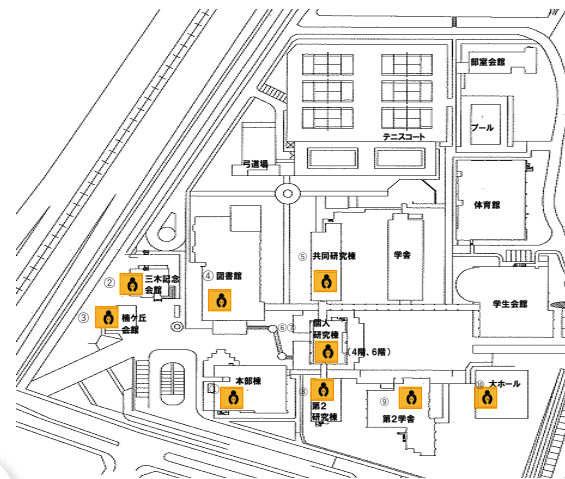 部室会館
プール
テニスコート
弓道場
体育館
② 三木記念
会館
④ 図書館
⑤ 共同研究棟
学舎
学生会館
③ 楠ケ丘
会館
⑥⑦
個人
研究棟
(4階、6階)
本部棟
⑧
第2
研究棟
⑨
第2学舎
⑩ 大ホール